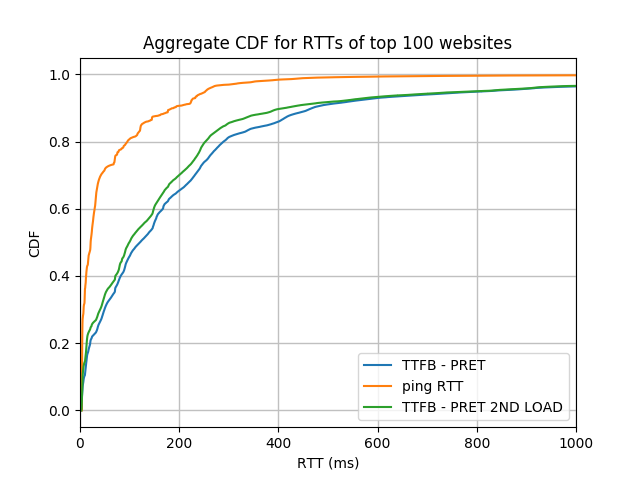 Aggregate CDF for RTTs of top 100 websites
1.0
0.8
0.6
0.4
0.2
0.0
CDF
0 200 400 600 800 1000
RTT (ms)
TTFB - PRET
ping RTT
TTFB - PRET 2ND LOAD